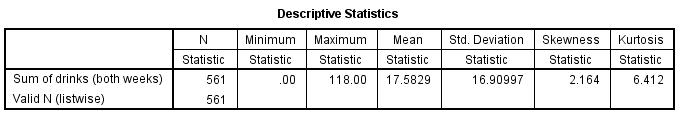 Descriptive Statistics
N Minimum Maximum Mean Std. Deviation Skewness Kurtosis
Statistic Statistic Statistic Statistic Statistic Statistic Statistic
Sum of drinks (both weeks) 561 .00 118.00 17.5829 16.90997 2.164 6.412
Valid N (listwise) 561